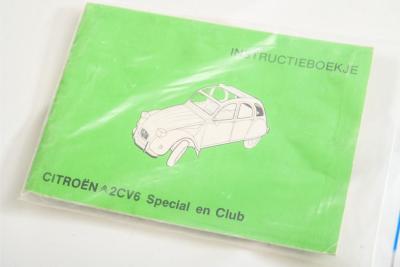 INSTRUCTIEBOEKJE
CITROËN 2CV6 Special en Club